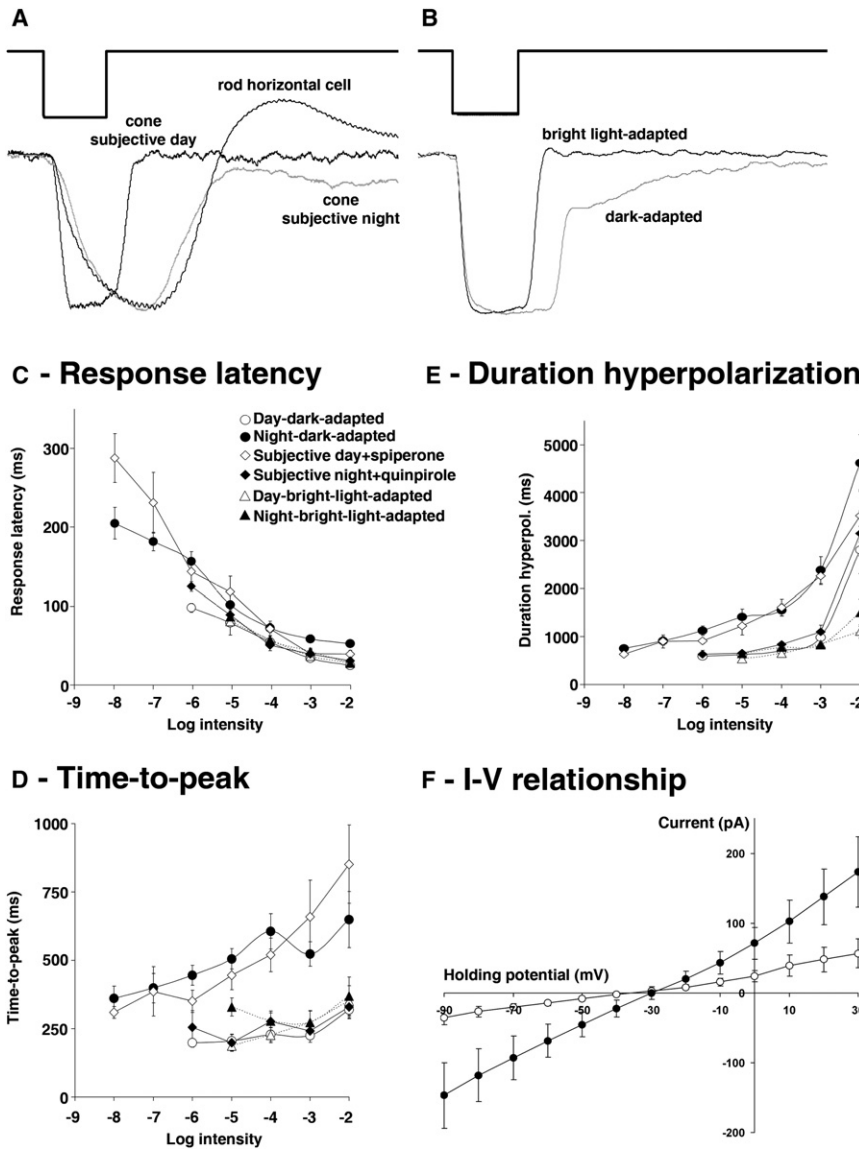 A
B
rod horizontal cell
cone
subjective day
cone
subjective night
bright light-adapted
dark-adapted
C - Response latency
Response latency (ms)
300
200
100
0
-9 -8 -7 -6 -5 -4 -3 -2
Log intensity
Day-dark-adapted
Night-dark-adapted
Subjective day+spiperone
Subjective night+quinpirole
Day-bright-light-adapted
Night-bright-light-adapted
E - Duration hyperpolarization
Duration hyperpol. (ms)
5000
4000
3000
2000
1000
0
-9 -8 -7 -6 -5 -4 -3 -2
Log intensity
D - Time-to-peak
Time-to-peak (ms)
1000
750
500
250
0
-9 -8 -7 -6 -5 -4 -3 -2
Log intensity
F - I-V relationship
Current (pA)
200
100
0
-100
-200
Holding potential (mV)
-90 -70 -50 -30 -10 10 30